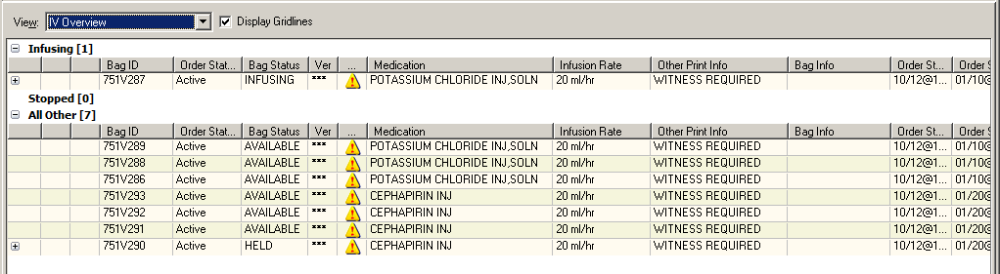 View: IV Overview Display Gridlines
Infusing [1]
Bag ID Order Stat... Bag Status Ver ... Medication Infusion Rate Other Print Info Bag Info Order St... Order S
751V287 Active INFUSING *** POTASSIUM CHLORIDE INJ,SOLN 20 ml/hr WITNESS REQUIRED 10/12@1... 01/10@
Stopped [0]
All Other [7]
Bag ID Order Stat... Bag Status Ver ... Medication Infusion Rate Other Print Info Bag Info Order St... Order S
751V289 Active AVAILABLE *** POTASSIUM CHLORIDE INJ,SOLN 20 ml/hr WITNESS REQUIRED 10/12@1... 01/10@
751V288 Active AVAILABLE *** POTASSIUM CHLORIDE INJ,SOLN 20 ml/hr WITNESS REQUIRED 10/12@1... 01/10@
751V286 Active AVAILABLE *** POTASSIUM CHLORIDE INJ,SOLN 20 ml/hr WITNESS REQUIRED 10/12@1... 01/10@
751V293 Active AVAILABLE *** CEPHAPIRIN INJ 20 ml/hr WITNESS REQUIRED 10/12@1... 01/20@
751V292 Active AVAILABLE *** CEPHAPIRIN INJ 20 ml/hr WITNESS REQUIRED 10/12@1... 01/20@
751V291 Active AVAILABLE *** CEPHAPIRIN INJ 20 ml/hr WITNESS REQUIRED 10/12@1... 01/20@
751V290 Active HELD *** CEPHAPIRIN INJ 20 ml/hr WITNESS REQUIRED 10/12@1... 01/20@